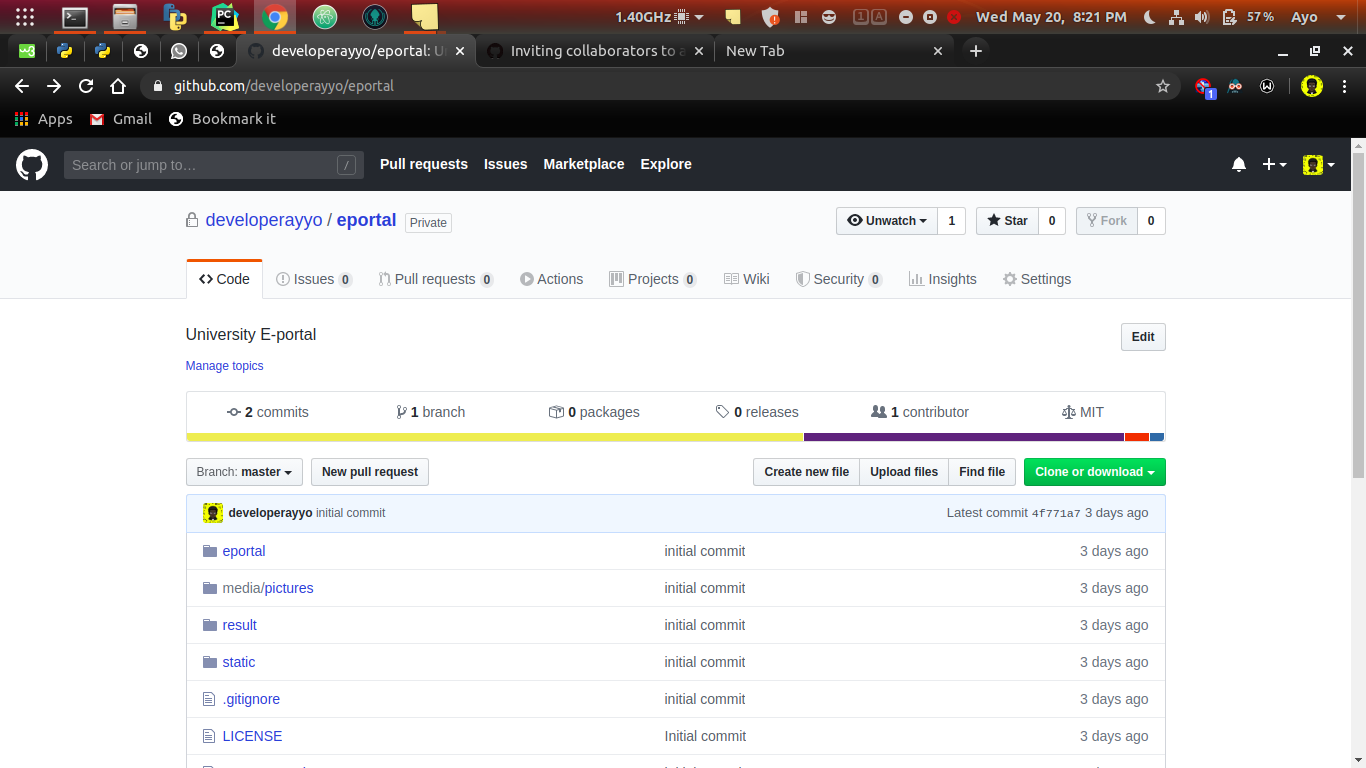 1.40GHz Wed May 20, 8:21 PM 57% Ayo
developerayyo/eportal: U Inviting collaborators to a New Tab
github.com/developerayyo/eportal
1
Apps Gmail Bookmark it
Search or jump to… / Pull requests Issues Marketplace Explore
developerayyo / eportal Private Unwatch 1 Star 0 Fork 0
Code Issues 0 Pull requests 0 Actions Projects 0 Wiki Security 0 Insights Settings
University E-portal Edit
Manage topics
2 commits 1 branch 0 packages 0 releases 1 contributor MIT
Branch: master New pull request Create new file Upload files Find file Clone or download
developerayyo initial commit Latest commit 4f771a7 3 days ago
eportal initial commit 3 days ago
media/pictures initial commit 3 days ago
result initial commit 3 days ago
static initial commit 3 days ago
.gitignore initial commit 3 days ago
LICENSE Initial commit 3 days ago